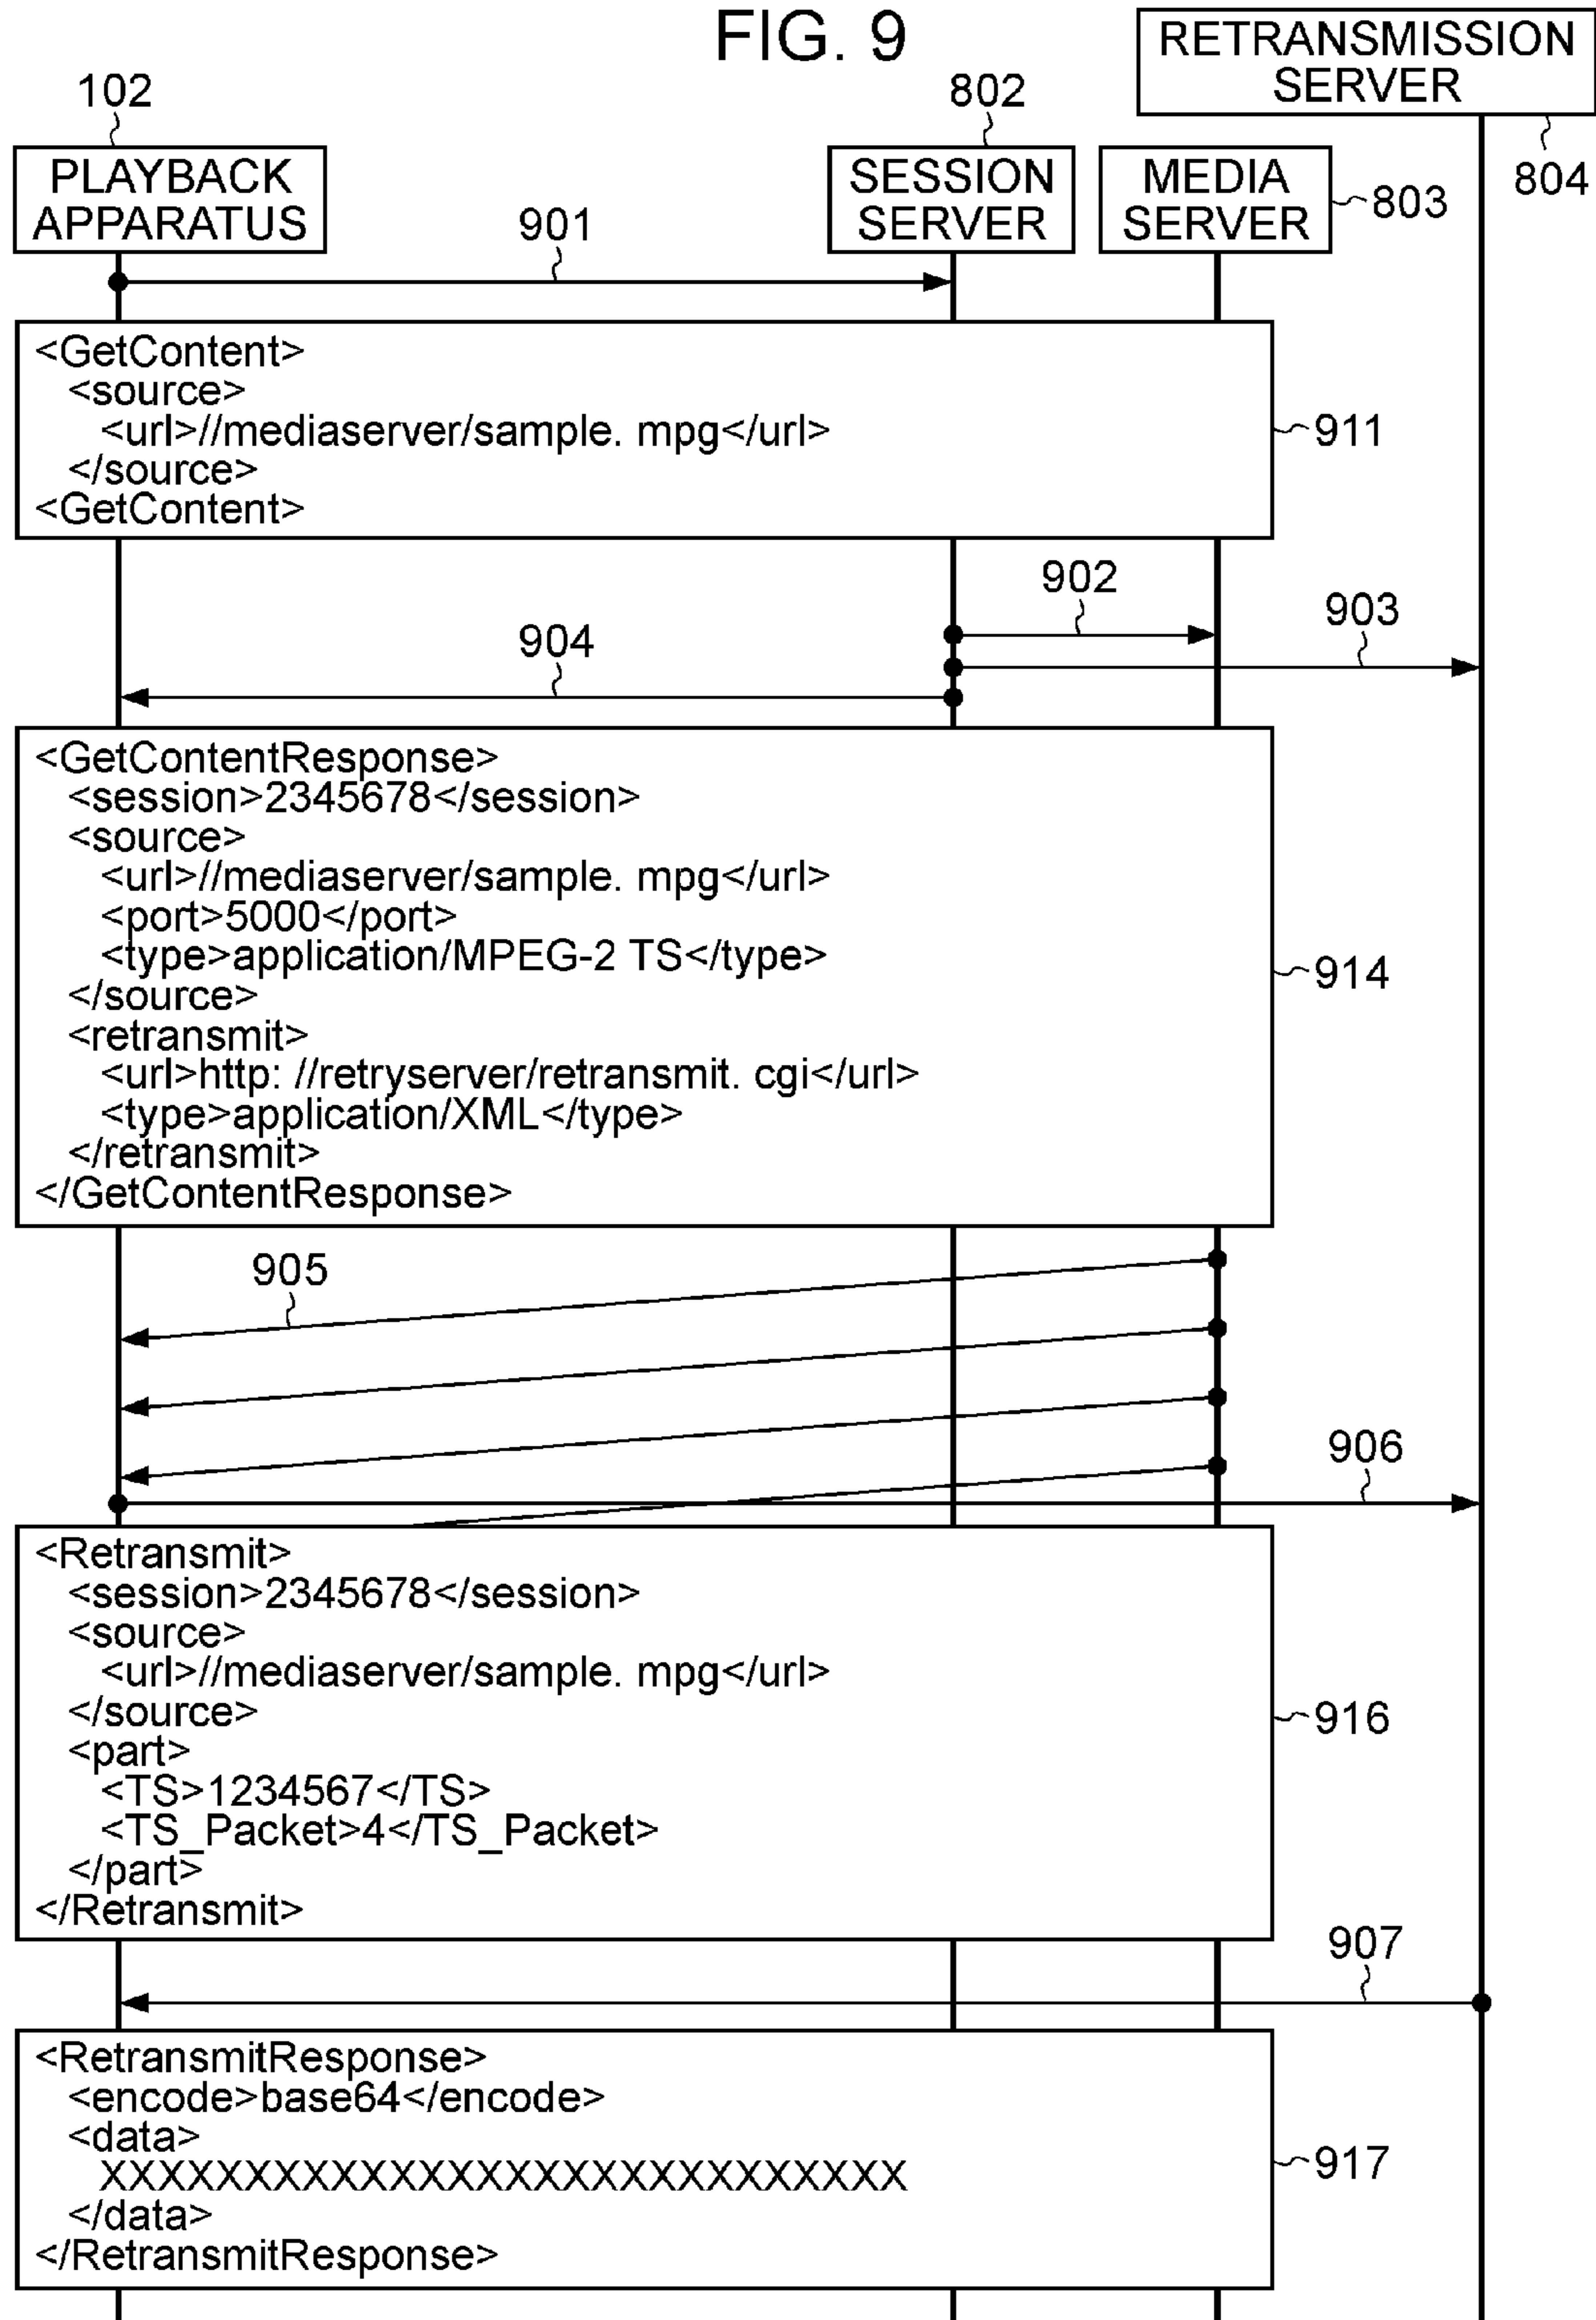 FIG. 9
RETRANSMISSION
SERVER
102
802
804
PLAYBACK
APPARATUS
SESSION
SERVER
MEDIA
SERVER
803
901
<GetContent>
<source>
<url>//mediaserver/sample. mpg</url>
</source>
<GetContent>
911
902
903
904
<GetContentResponse>
<session>2345678</session>
<source>
<url>//mediaserver/sample. mpg</url>
<port>5000</port>
<type>application/MPEG-2 TS</type>
</source>
<retransmit>
<url>http: //retryserver/retransmit. cgi</url>
<type>application/XML</type>
</retransmit>
</GetContentResponse>
914
905
906
<Retransmit>
<session>2345678</session>
<source>
<url>//mediaserver/sample. mpg</url>
</source>
<part>
<TS>1234567</TS>
<TS_Packet>4</TS_Packet>
</part>
</Retransmit>
916
907
<RetransmitResponse>
<encode>base64</encode>
<data>
XXXXXXXXXXXXXXXXXXXXXXXXXXXX
</data>
</RetransmitResponse>
917